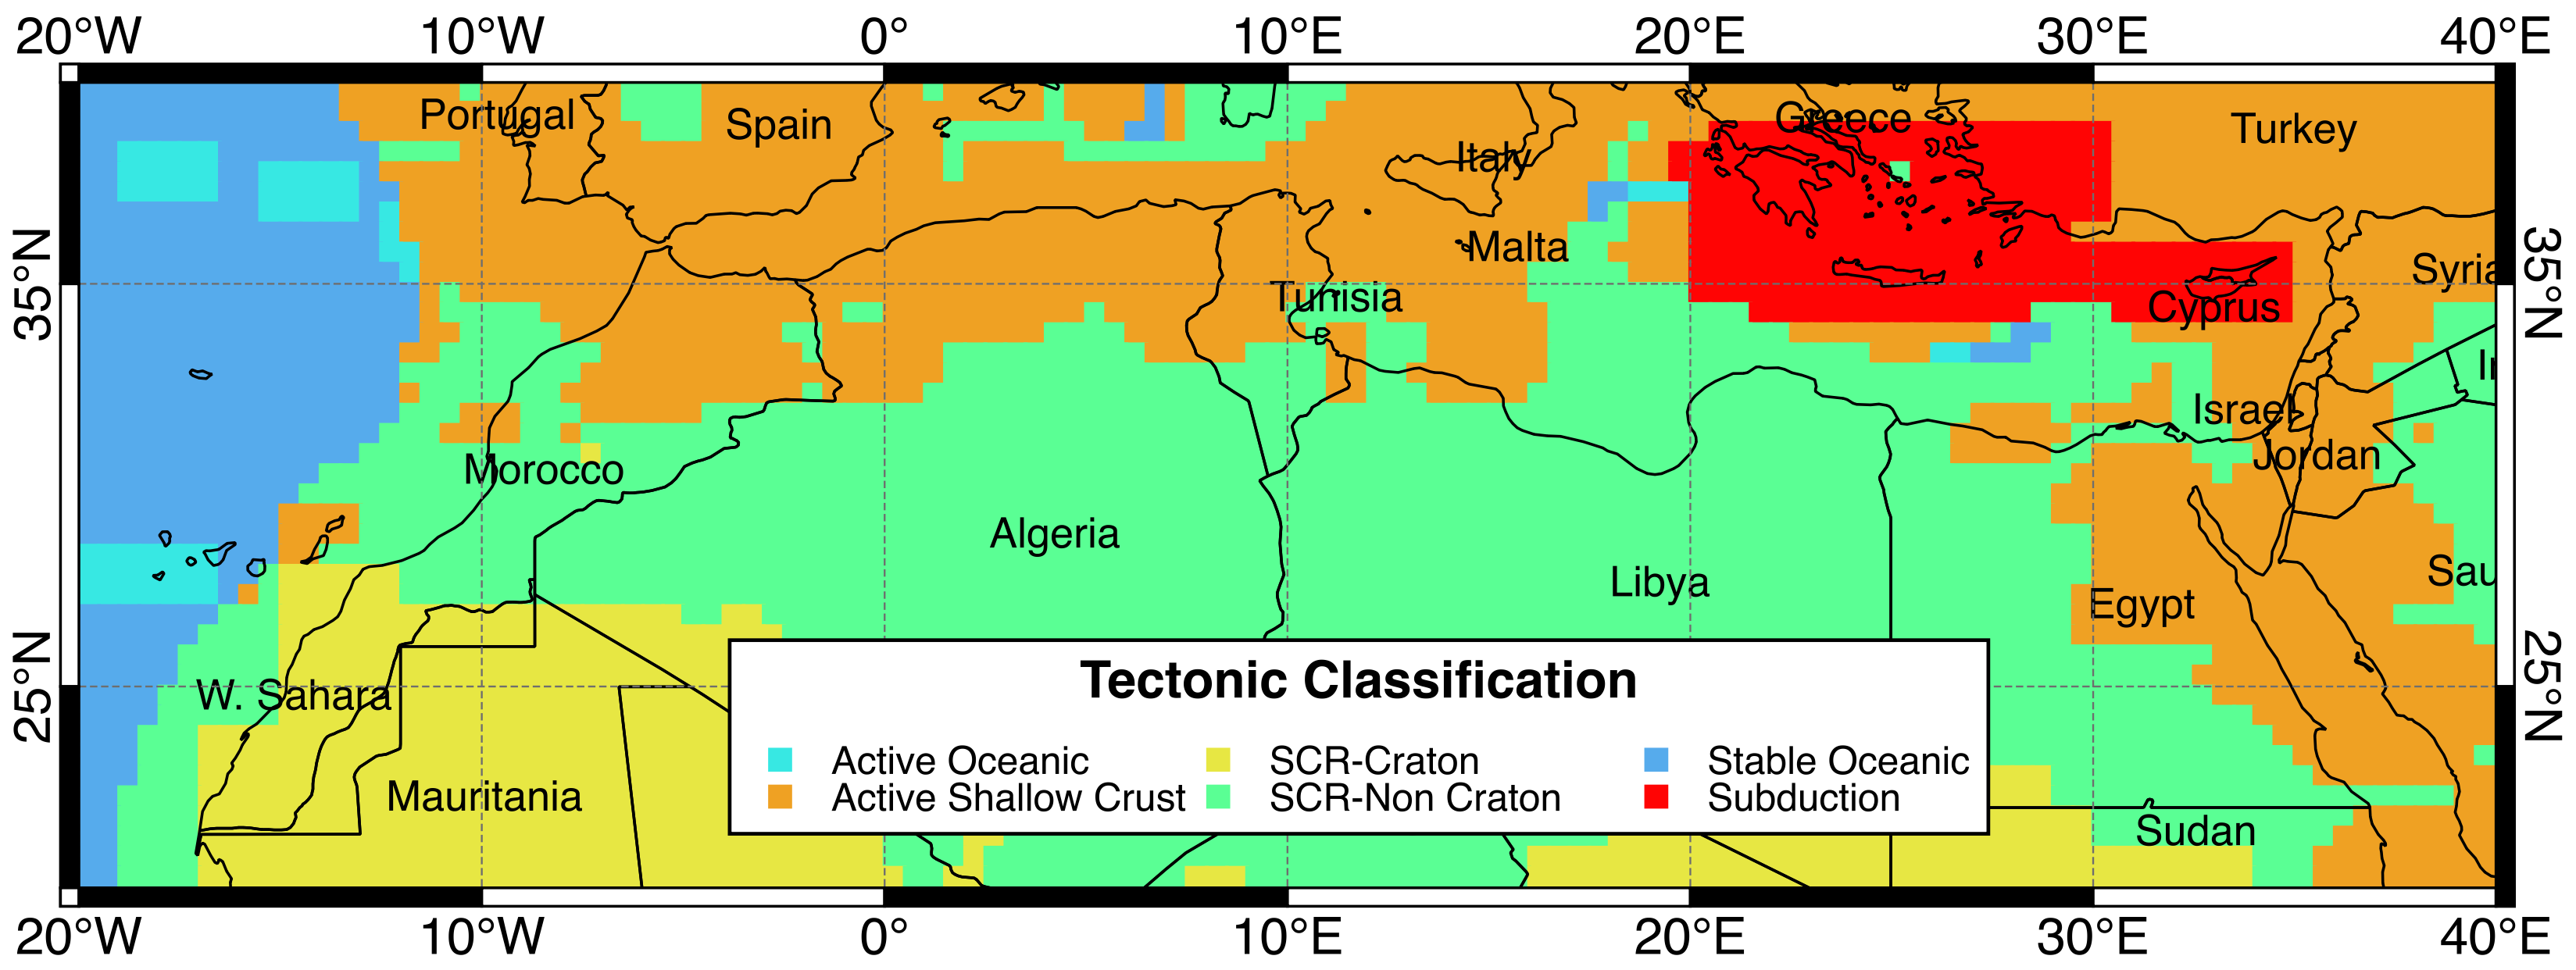 20°W 10°W 0° 10°E 20°E 30°E 40°E
Portugal Spain Greece Turkey
Italy
35°N Malta Syria 35°N
Tunisia Cyprus
Ir
Israel
Morocco Jordan
Algeria
Libya Sau
Egypt
25°N W. Sahara 25°N
Tectonic Classification
Active Oceanic SCR-Craton Stable Oceanic
Active Shallow Crust SCR-Non Craton Subduction
Mauritania
Sudan
20°W 10°W 0° 10°E 20°E 30°E 40°E